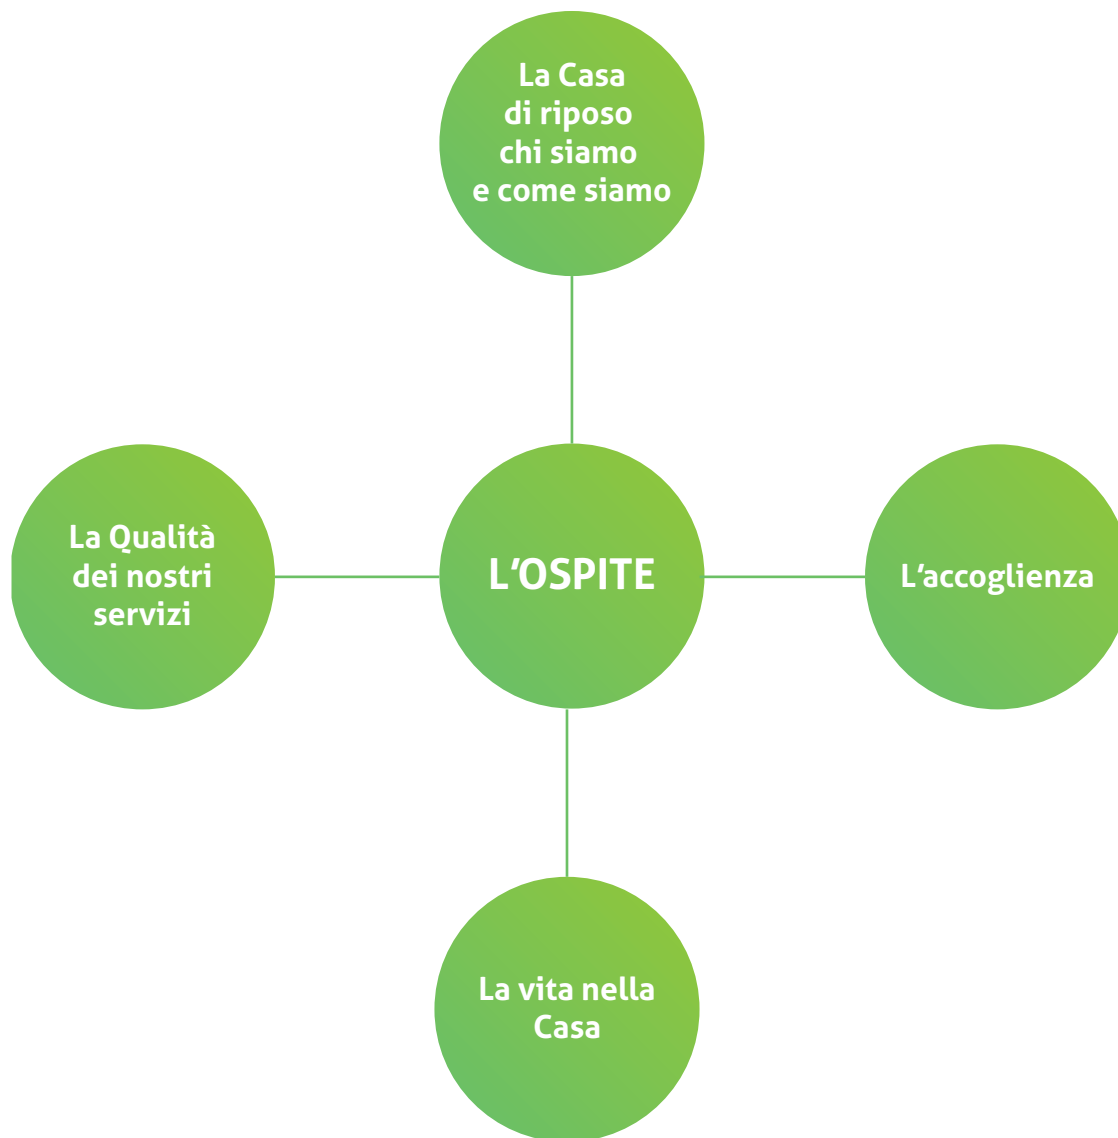 La Casa
di riposo
chi siamo
e come siamo
La Qualità
dei nostri
servizi
L'OSPITE
L'accoglienza
La vita nella
Casa